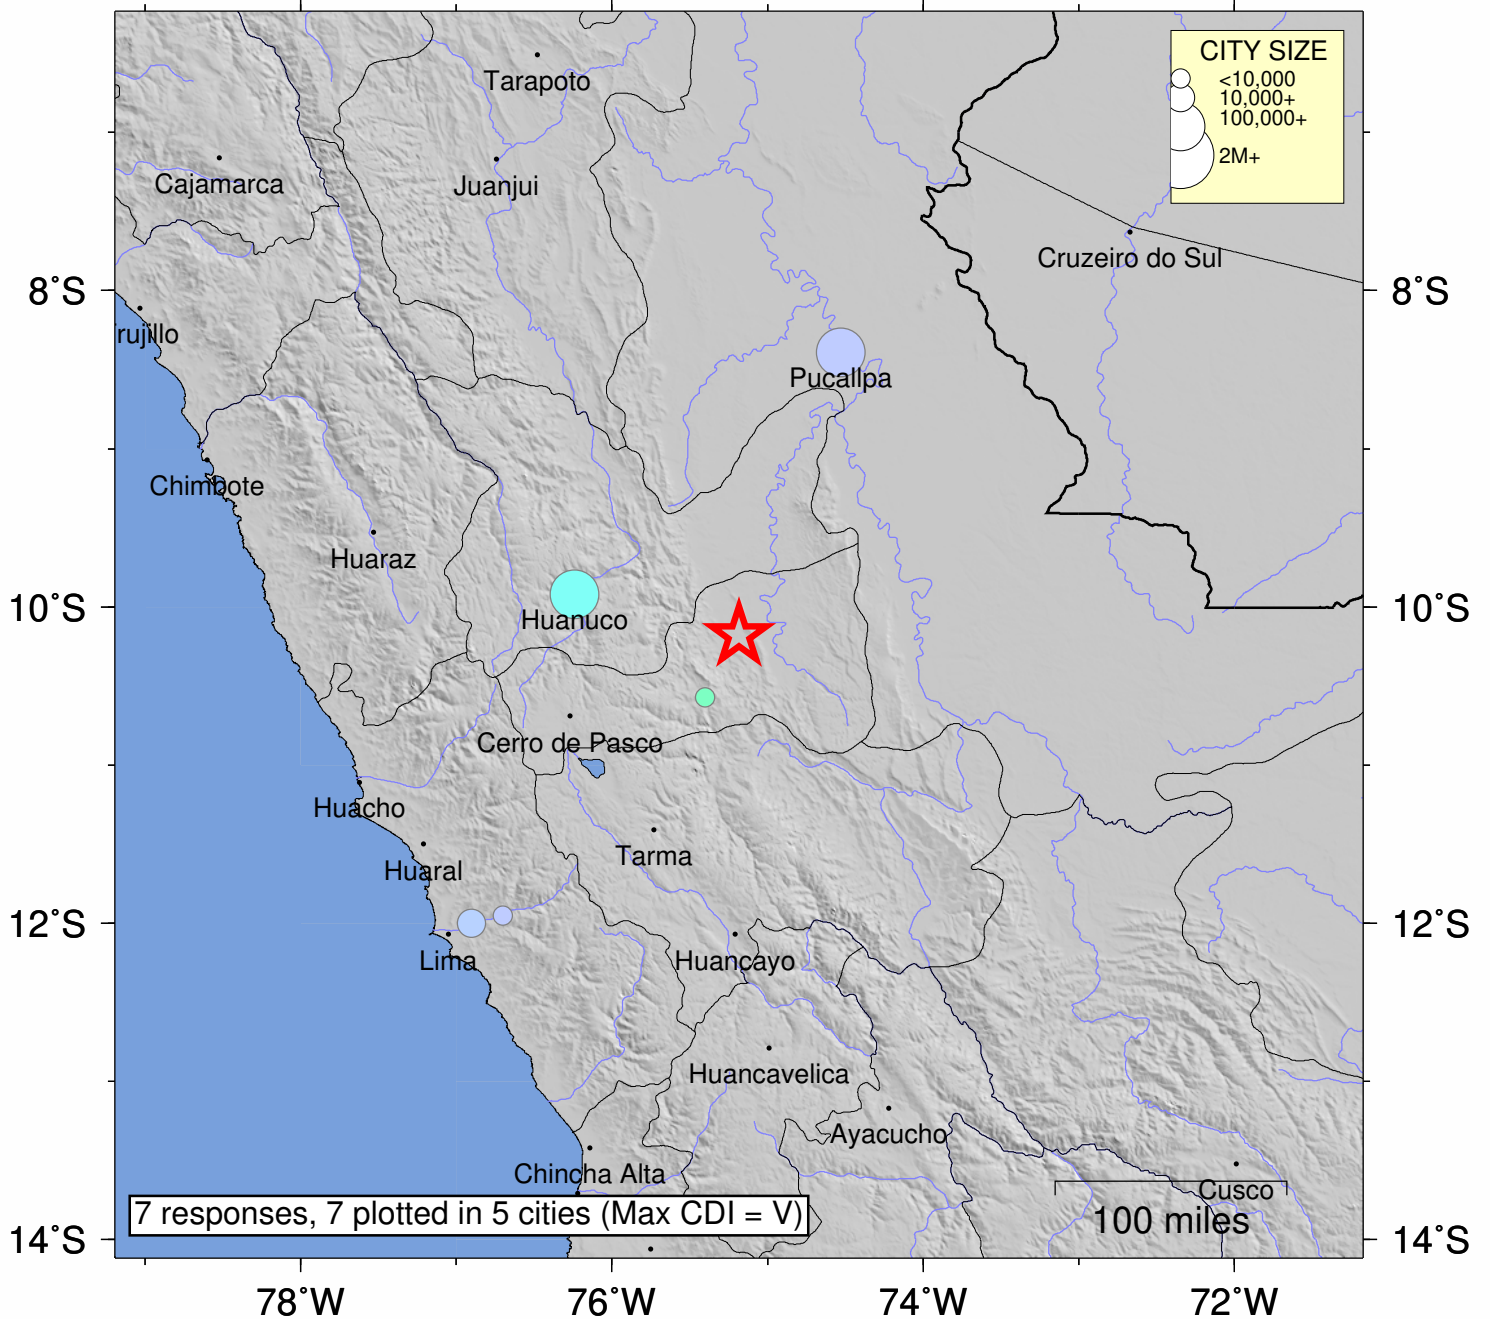 CITY SIZE
<10,000
10,000+
100,000+
2M+
Tarapoto
Cajamarca
Juanjui
Cruzeiro do Sul
8°S
8°S
rujillo
Pucallpa
Chimbote
Huaraz
10°S
10°S
Huanuco
Cerro de Pasco
Huacho
Tarma
Huaral
12°S
12°S
Lima
Huancayo
Huancavelica
Ayacucho
Chincha Alta
Cusco
7 responses, 7 plotted in 5 cities (Max CDI = V)
100 miles
14°S
14°S
78°W
76°W
74°W
72°W